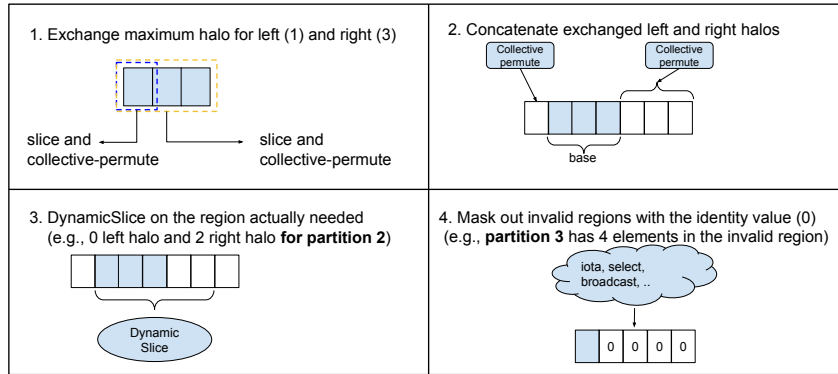 1. Exchange maximum halo for left (1) and right (3)
slice and
collective-permute
slice and
collective-permute
2. Concatenate exchanged left and right halos
Collective
permute
Collective
permute
base
3. DynamicSlice on the region actually needed
(e.g., 0 left halo and 2 right halo for partition 2)
Dynamic
Slice
4. Mask out invalid regions with the identity value (0)
(e.g., partition 3 has 4 elements in the invalid region)
iota, select,
broadcast, ..
0 0 0 0